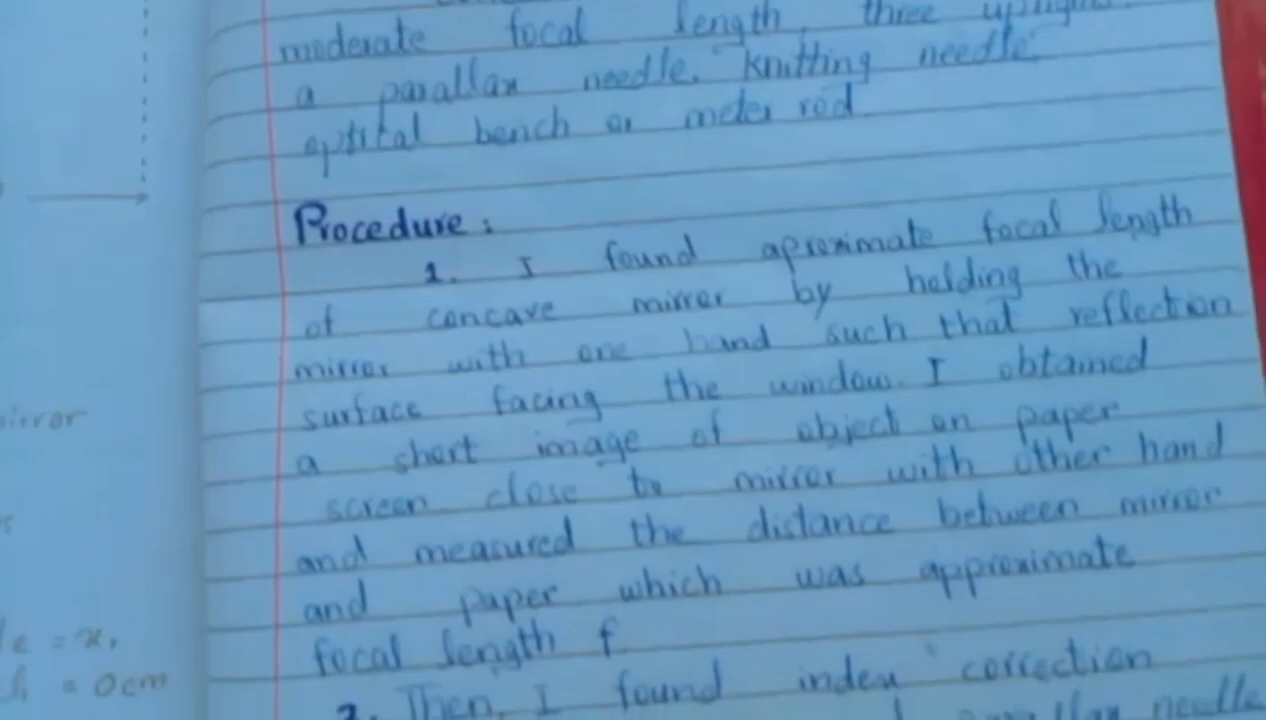 moderate focal length, three
a parallax needle. knitting needle
optical bench or meter rod
Procedure:
1. I found aproximate focal length
of concave mirror by holding the
mirror with one hand such that reflection
surface facing the window. I obtained
a short image of object on paper
screen close to mirror with other hand
and measured the distance between mirror
and paper which was approximate
focal length f
2. Then, I found index correction
parallax needle
= x,
= 0cm